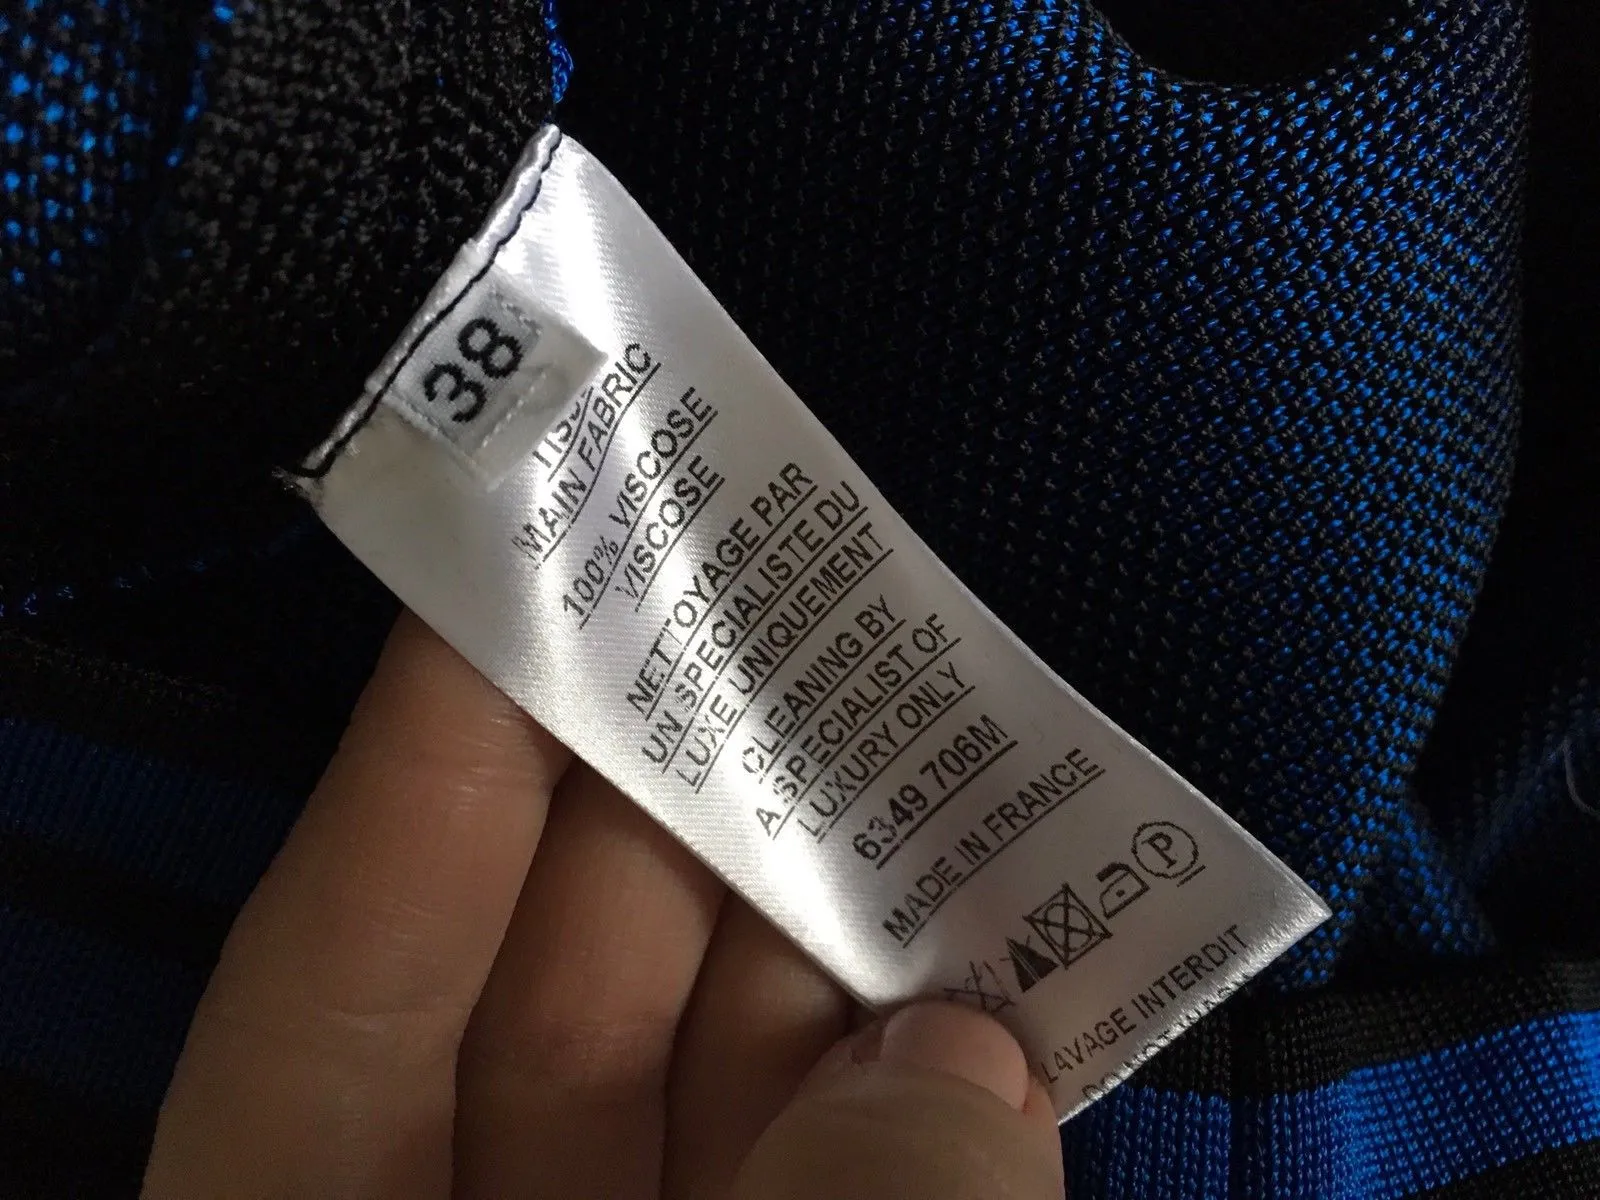 38
MAIN FABRIC
100% VISCOSE
VISCOSE
NETTOYAGE PAR
UN SPECIALISTE DU
LUXE UNIQUEMENT
CLEANING BY
A SPECIALIST OF
LUXURY ONLY
6349 706M
MADE IN FRANCE
P
LAVAGE INTERDIT